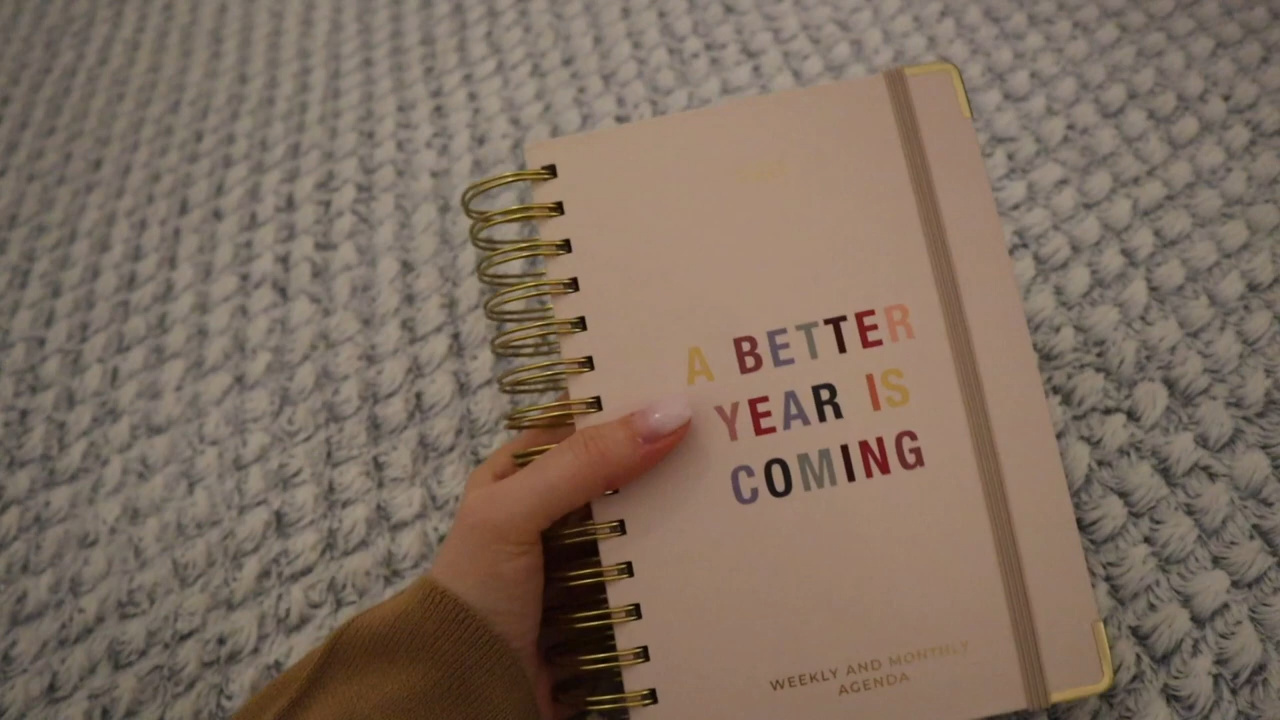 A BETTER
YEAR IS
COMING
WEEKLY AND MONTHLY
AGENDA